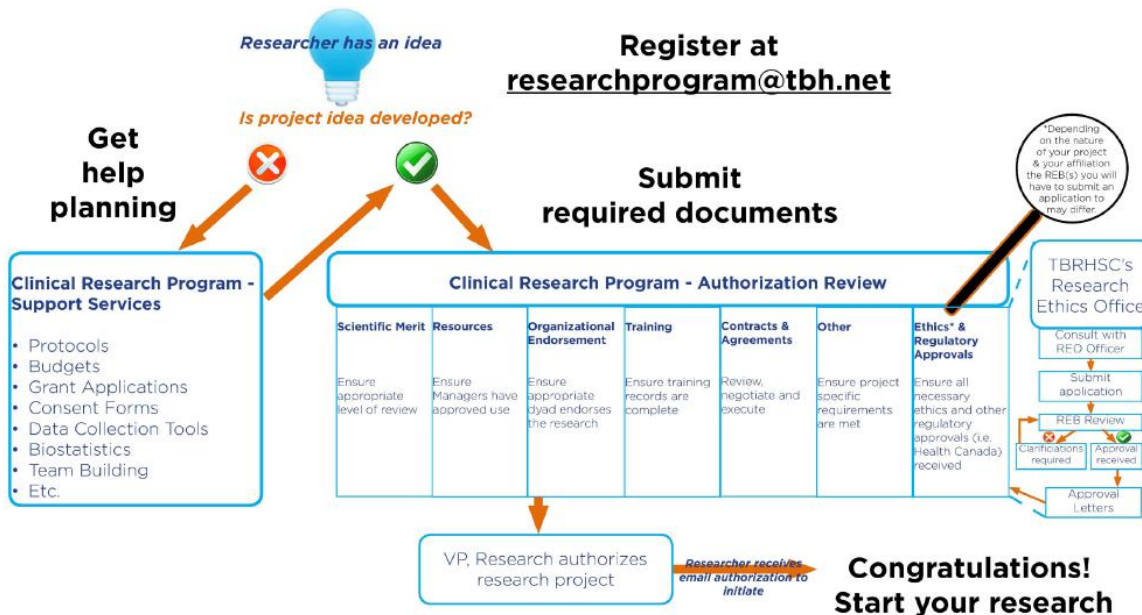 Researcher has an idea
Register at
researchprogram@tbh.net
Is project idea developed?
Get
help
planning
Submit
required documents
*Depending
on the nature
of your project
& your affiliation
the REB(s) you will
have to submit an
application to
may differ.
Clinical Research Program -
Support Services
• Protocols
• Budgets
• Grant Applications
• Consent Forms
• Data Collection Tools
• Biostatistics
• Team Building
• Etc.
Clinical Research Program - Authorization Review
Scientific Merit
Ensure
appropriate
level of review
Resources
Ensure
Managers have
approved use
Organizational
Endorsement
Ensure
appropriate
dyad endorses
the research
Training
Ensure training
records are
complete
Contracts &
Agreements
Review,
negotiate and
execute
Other
Ensure project
specific
requirements
are met
Ethics* &
Regulatory
Approvals
Ensure all
necessary
ethics and other
regulatory
approvals (i.e.
Health Canada)
received
TBRHSC's
Research
Ethics Office
Consult with
REO Officer
Submit
application
REB Review
Clarificiations
required
Approval
received
Approval
Letters
VP, Research authorizes
research project
Researcher receives
email authorization to
initiate
Congratulations!
Start your research